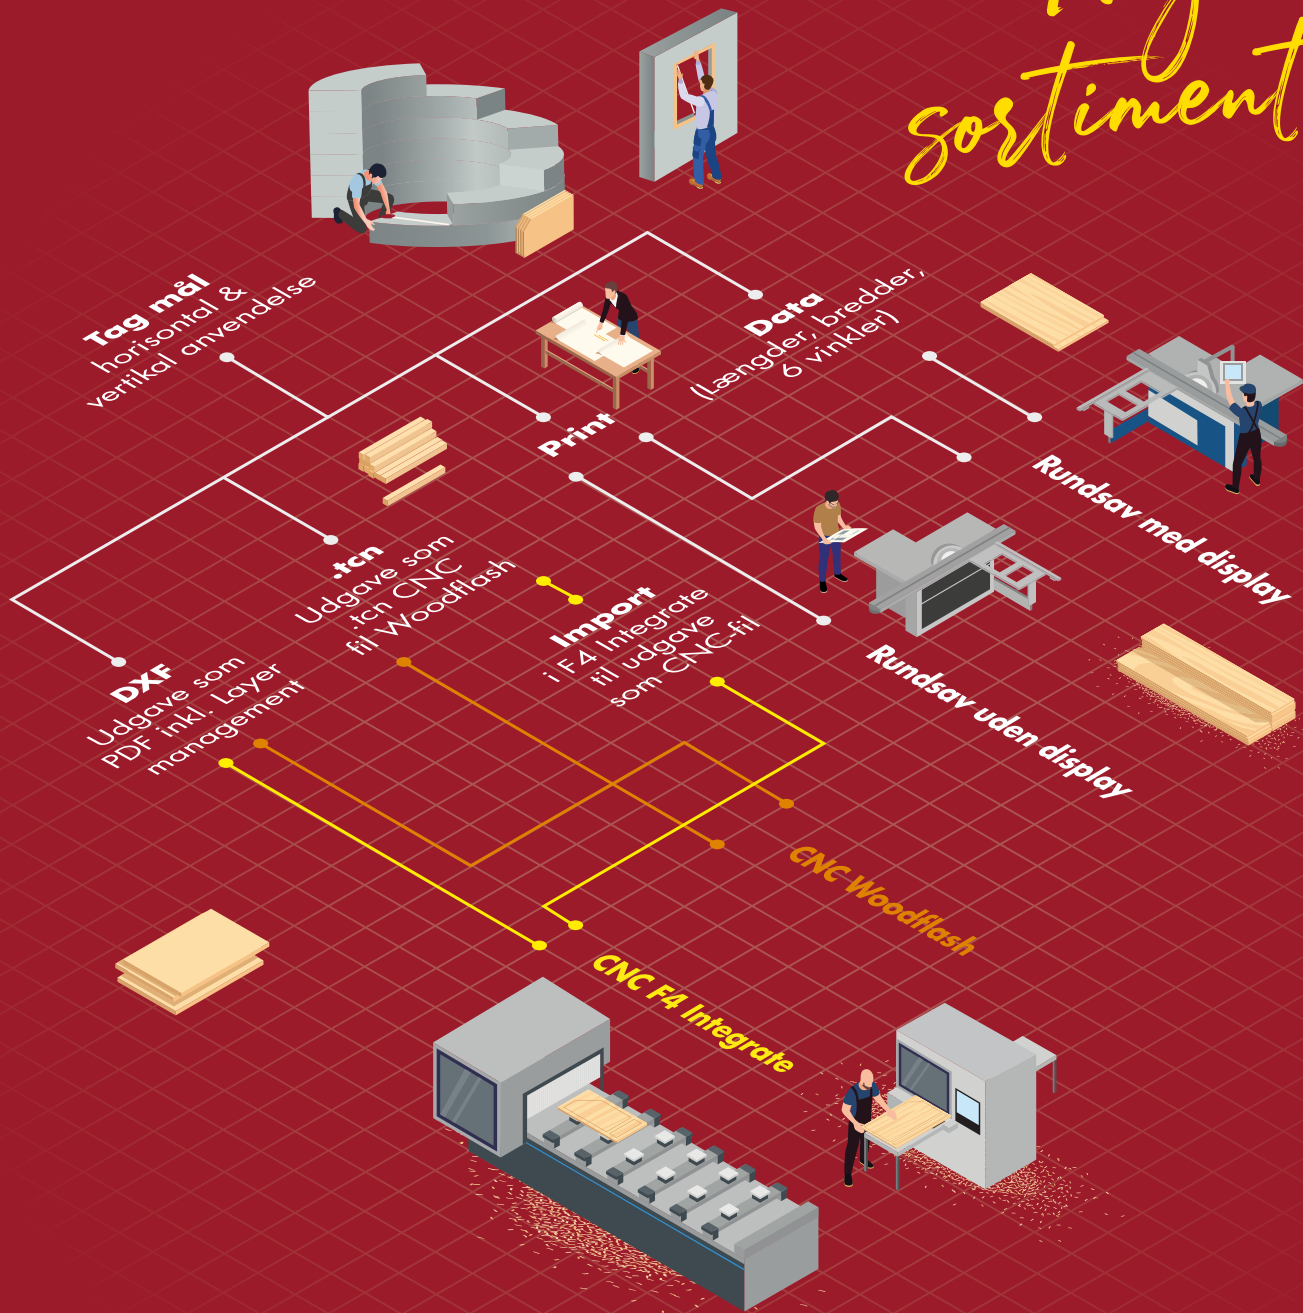 sortiment
Tag mål
horisontal &
vertikal anvendelse
Data
(Længder, bredder,
6 vinkler)
Print
Rundsav med display
.tcn
Udgave som
.tcn CNC
fil Woodflash
Import
i F4 Integrate
til udgave
som CNC-fil
Rundsav uden display
DXF
Udgave som
PDF inkl. Layer
management
CNC Woodflash
CNC F4 Integrate